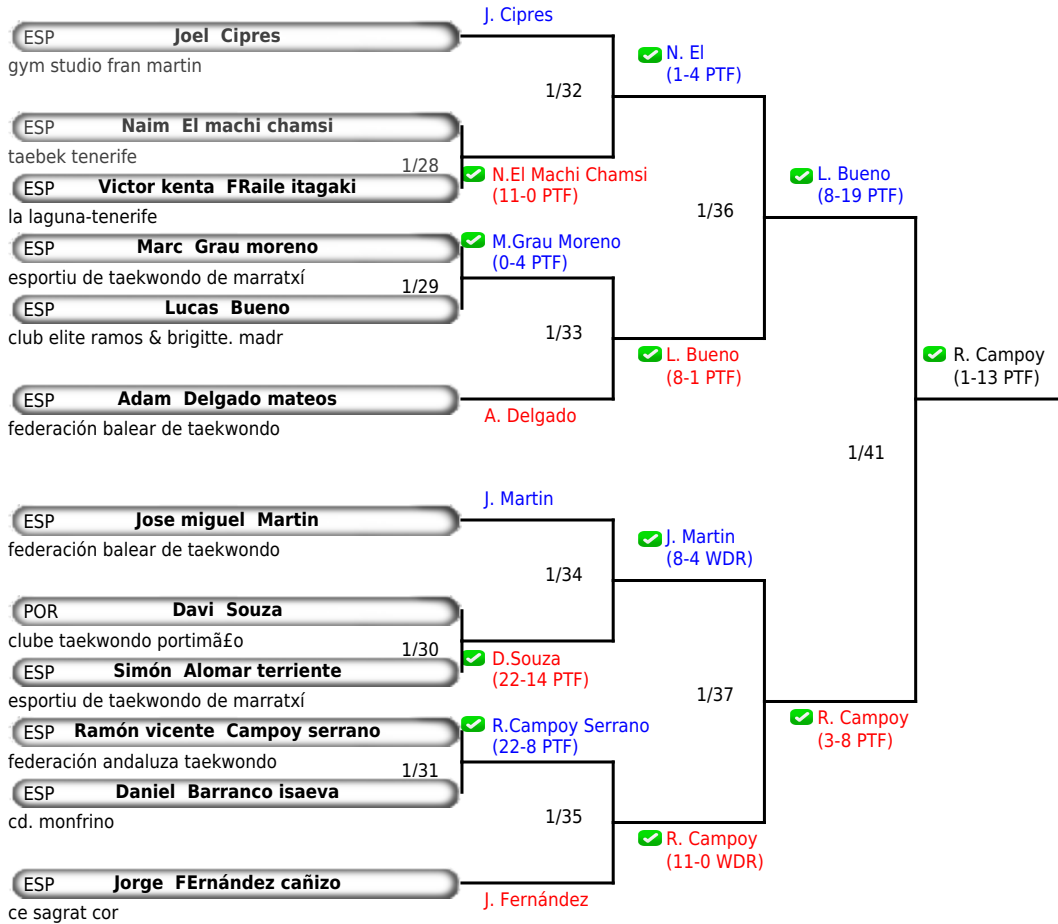 J. Cipres
ESP Joel Cipres
gym studio fran martin
N. El
(1-4 PTF)
1/32
ESP Naim El machi chamsi
taebek tenerife
1/28
N.El Machi Chamsi
(11-0 PTF)
ESP Victor kenta FRaile itagaki
la laguna-tenerife
L. Bueno
(8-19 PTF)
1/36
ESP Marc Grau moreno
M.Grau Moreno
(0-4 PTF)
esportiu de taekwondo de marratxí
1/29
ESP Lucas Bueno
club elite ramos & brigitte. madr
1/33
L. Bueno
(8-1 PTF)
R. Campoy
(1-13 PTF)
ESP Adam Delgado mateos
A. Delgado
federación balear de taekwondo
1/41
J. Martin
ESP Jose miguel Martin
federación balear de taekwondo
J. Martin
(8-4 WDR)
1/34
POR Davi Souza
clube taekwondo portimã£o
1/30
D.Souza
(22-14 PTF)
ESP Simón Alomar terriente
esportiu de taekwondo de marratxí
1/37
R. Campoy
(3-8 PTF)
ESP Ramón vicente Campoy serrano
R.Campoy Serrano
(22-8 PTF)
federación andaluza taekwondo
1/31
ESP Daniel Barranco isaeva
cd. monfrino
1/35
R. Campoy
(11-0 WDR)
ESP Jorge FErnández cañizo
J. Fernández
ce sagrat cor